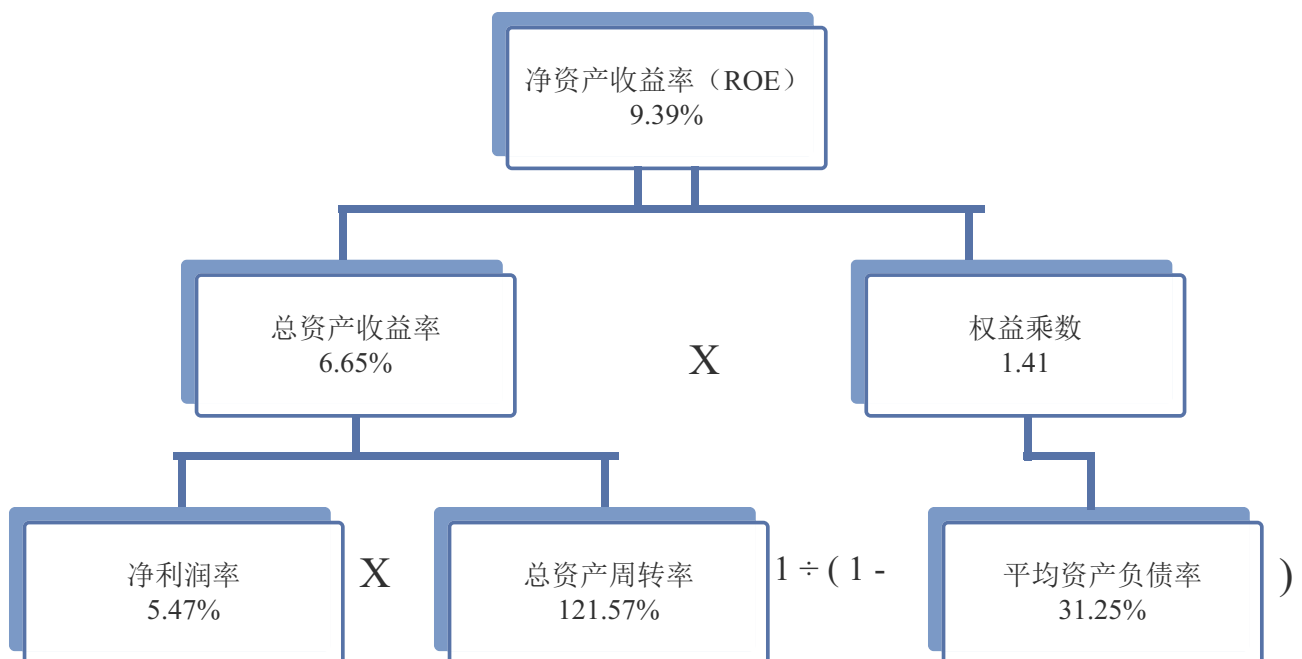 净资产收益率（ROE）
9.39%
总资产收益率
6.65%
X
权益乘数
1.41
净利润率
5.47%
X
总资产周转率
121.57%
1 ÷ ( 1 -
平均资产负债率
31.25%
)